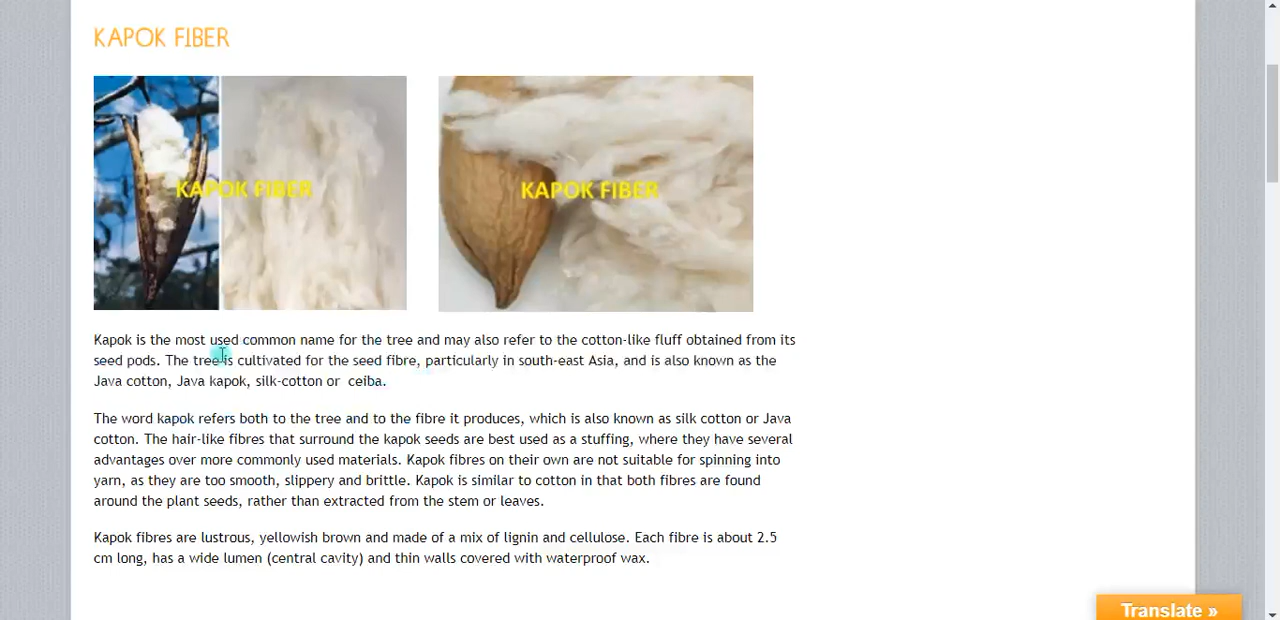 KAPOK FIBER
KAPOK FIBER
KAPOK FIBER
Kapok is the most used common name for the tree and may also refer to the cotton-like fluff obtained from its
seed pods. The tree is cultivated for the seed fibre, particularly in south-east Asia, and is also known as the
Java cotton, Java kapok, silk-cotton or ceiba.
The word kapok refers both to the tree and to the fibre it produces, which is also known as silk cotton or Java
cotton. The hair-like fibres that surround the kapok seeds are best used as a stuffing, where they have several
advantages over more commonly used materials. Kapok fibres on their own are not suitable for spinning into
yarn, as they are too smooth, slippery and brittle. Kapok is similar to cotton in that both fibres are found
around the plant seeds, rather than extracted from the stem or leaves.
Kapok fibres are lustrous, yellowish brown and made of a mix of lignin and cellulose. Each fibre is about 2.5
cm long, has a wide lumen (central cavity) and thin walls covered with waterproof wax.
Translate »